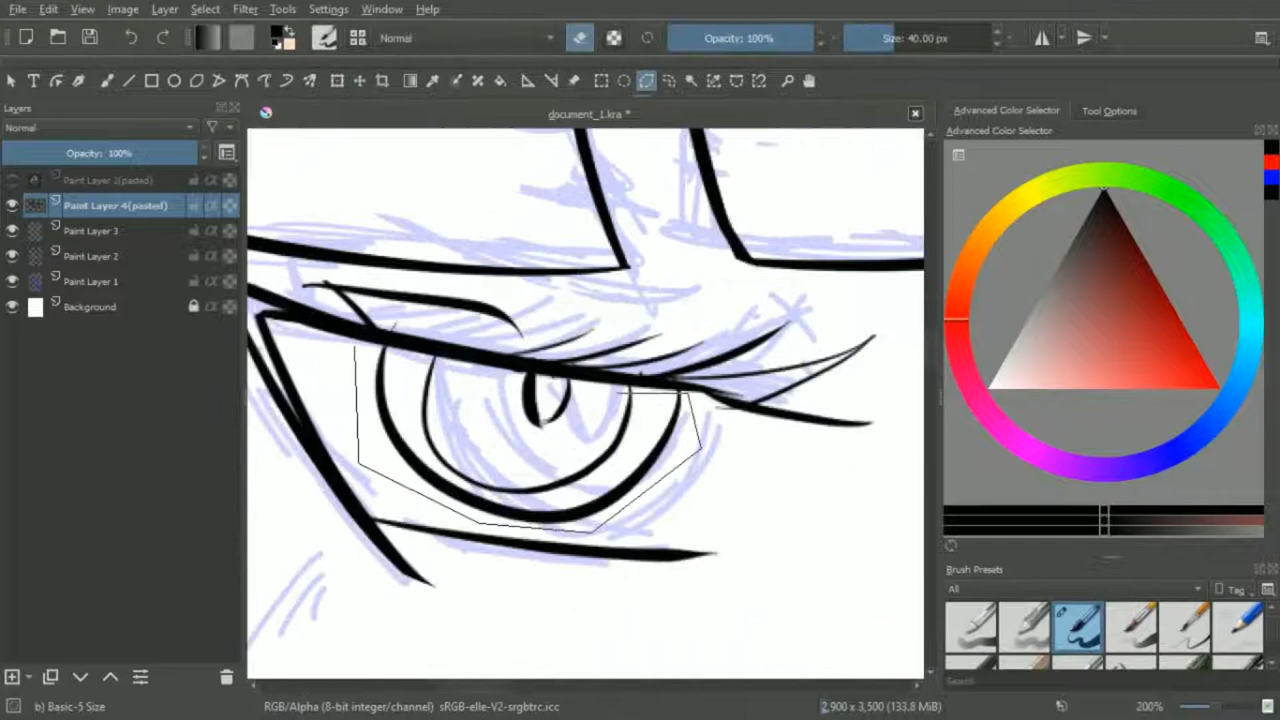 File Edit View Image Layer Select Filter Tools Settings Window Help
Normal
Opacity: 100%
Size: 40.00 px
Layers
document_1.kra *
Advanced Color Selector
Tool Options
Normal
Advanced Color Selector
Opacity: 100%
Paint Layer 2(pasted)
Paint Layer 4(pasted)
Paint Layer 3
Paint Layer 2
Paint Layer 1
Background
Brush Presets
All
Tag
Search
b) Basic-5 Size
RGB/Alpha (8-bit integer/channel) sRGB-elle-V2-srgbtrc.icc
2,900 x 3,500 (133.8 MiB)
200%